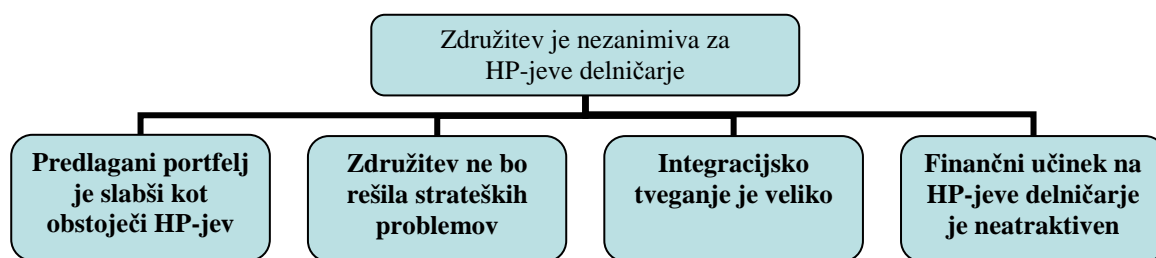 Združitev je nezanimiva za
HP-jeve delničarje
Predlagani portfelj
je slabši kot
obstoječi HP-jev
Združitev ne bo
rešila strateških
problemov
Integracijsko
tveganje je veliko
Finančni učinek na
HP-jeve delničarje
je neatraktiven